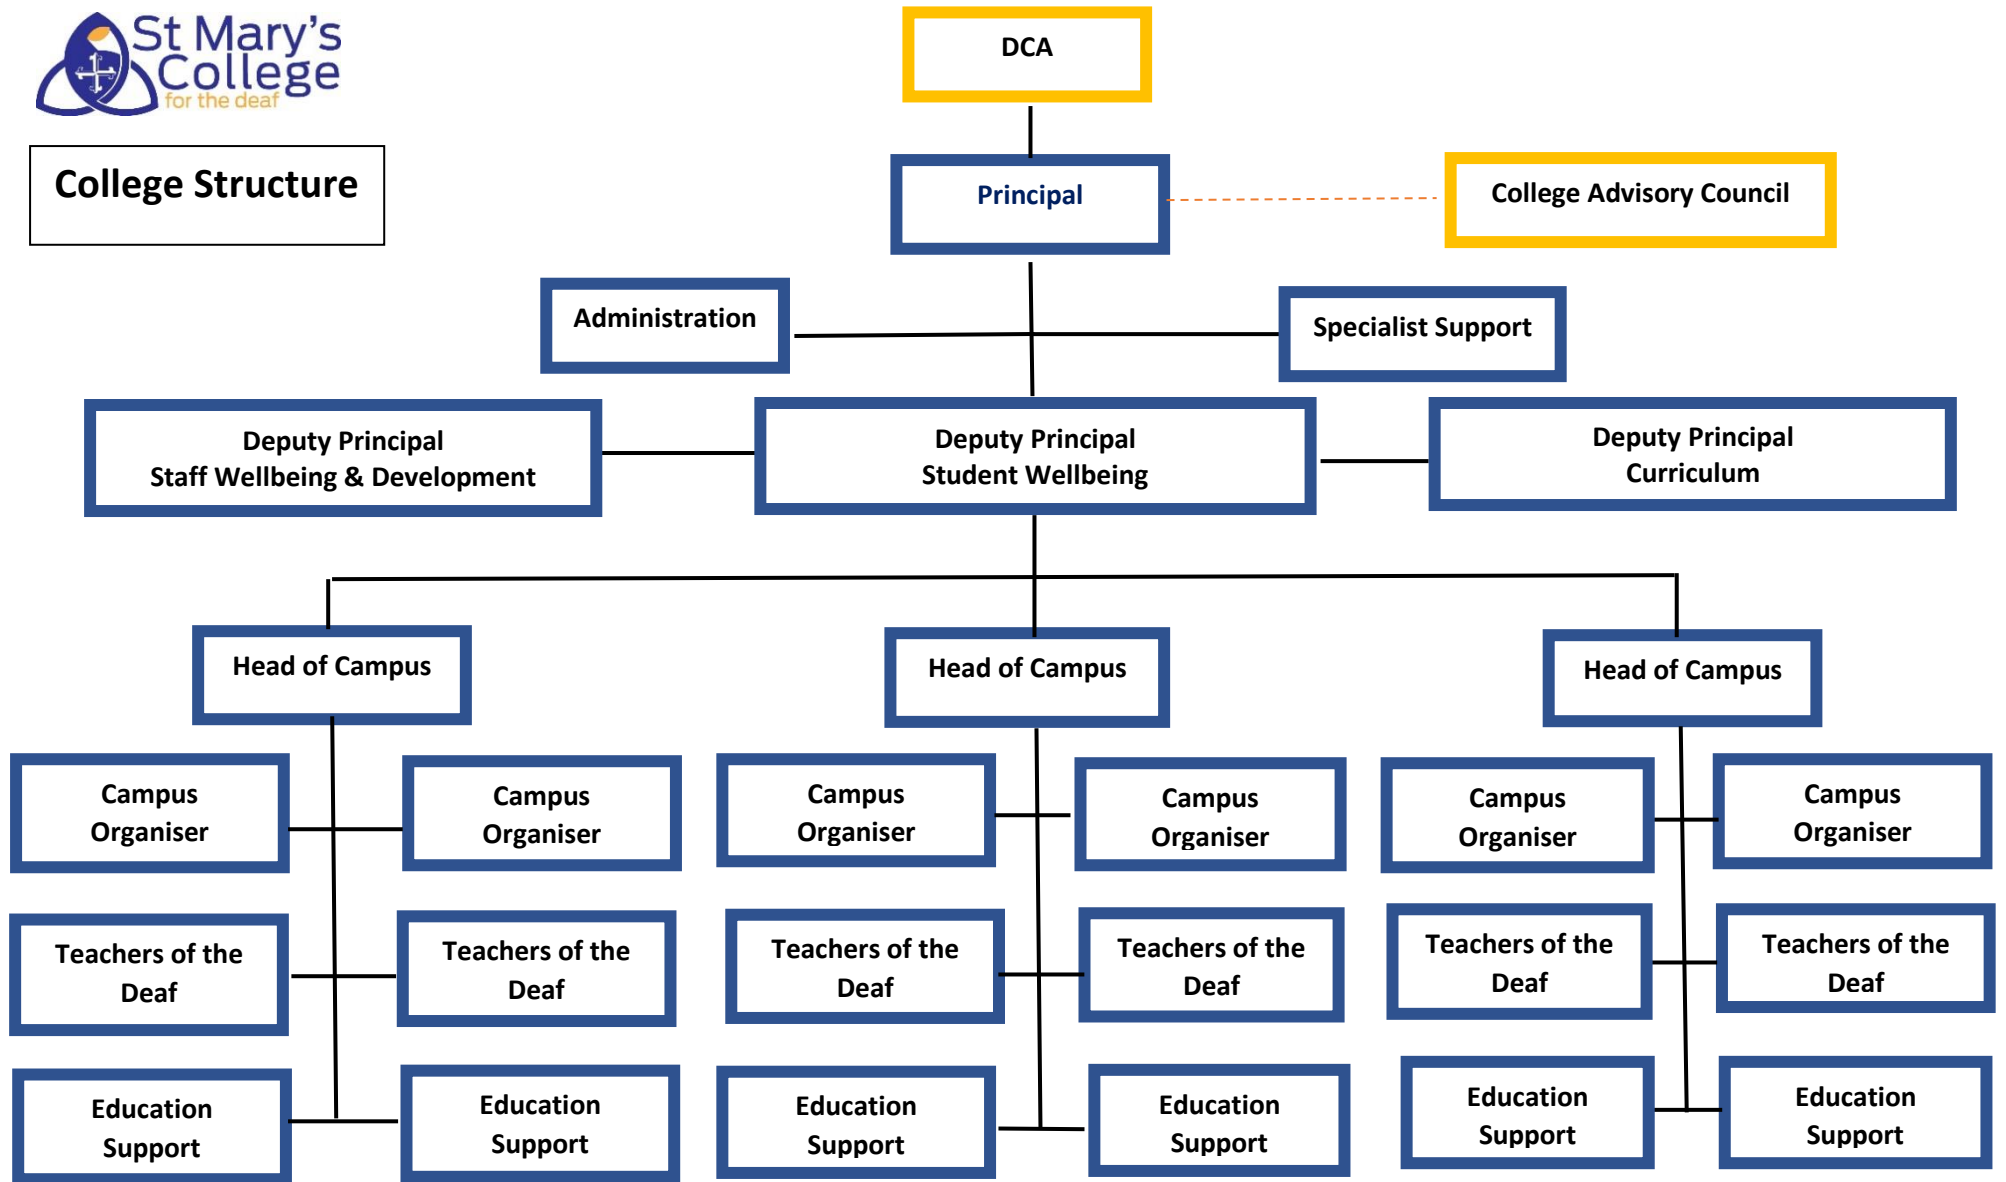 St Mary's
College
for the deaf
DCA
College Structure
Principal
College Advisory Council
Administration
Specialist Support
Deputy Principal
Staff Wellbeing & Development
Deputy Principal
Student Wellbeing
Deputy Principal
Curriculum
Head of Campus
Head of Campus
Head of Campus
Campus
Organiser
Campus
Organiser
Campus
Organiser
Campus
Organiser
Campus
Organiser
Campus
Organiser
Teachers of the
Deaf
Teachers of the
Deaf
Teachers of the
Deaf
Teachers of the
Deaf
Teachers of the
Deaf
Teachers of the
Deaf
Education
Support
Education
Support
Education
Support
Education
Support
Education
Support
Education
Support